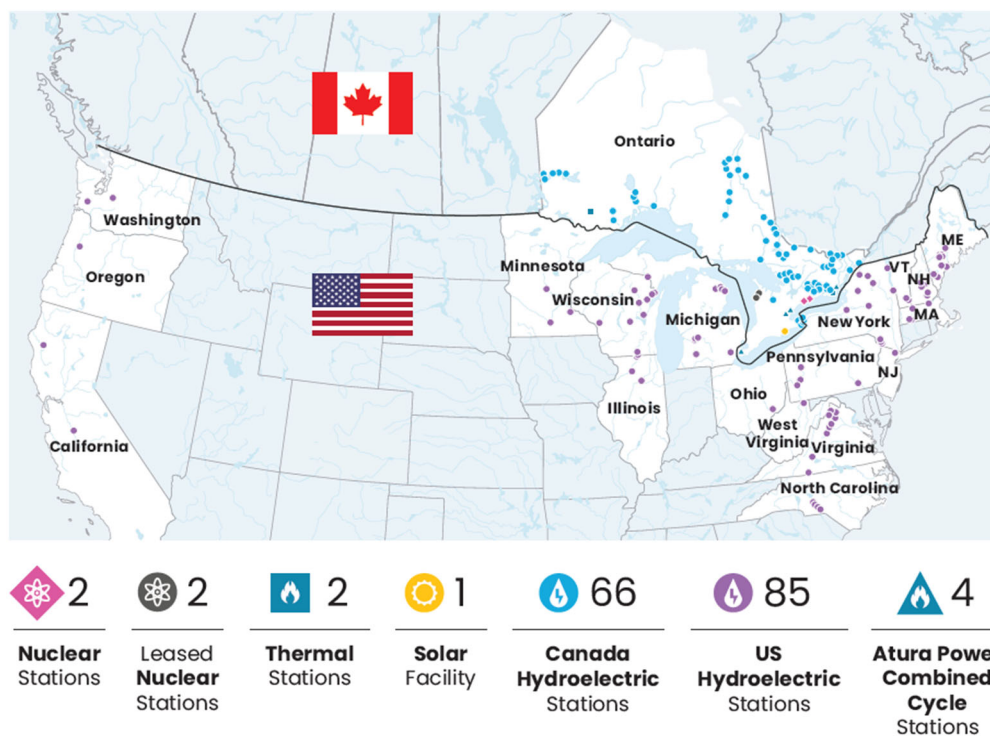 Ontario
Washington
Oregon
Minnesota
Wisconsin
Michigan
ME
VT
NH
MA
New York
Pennsylvania
NJ
Ohio
Illinois
West
Virginia
Virginia
California
North Carolina
2
Nuclear
Stations
2
Leased
Nuclear
Stations
2
Thermal
Stations
1
Solar
Facility
66
Canada
Hydroelectric
Stations
85
US
Hydroelectric
Stations
4
Atura Powe
Combined
Cycle
Stations